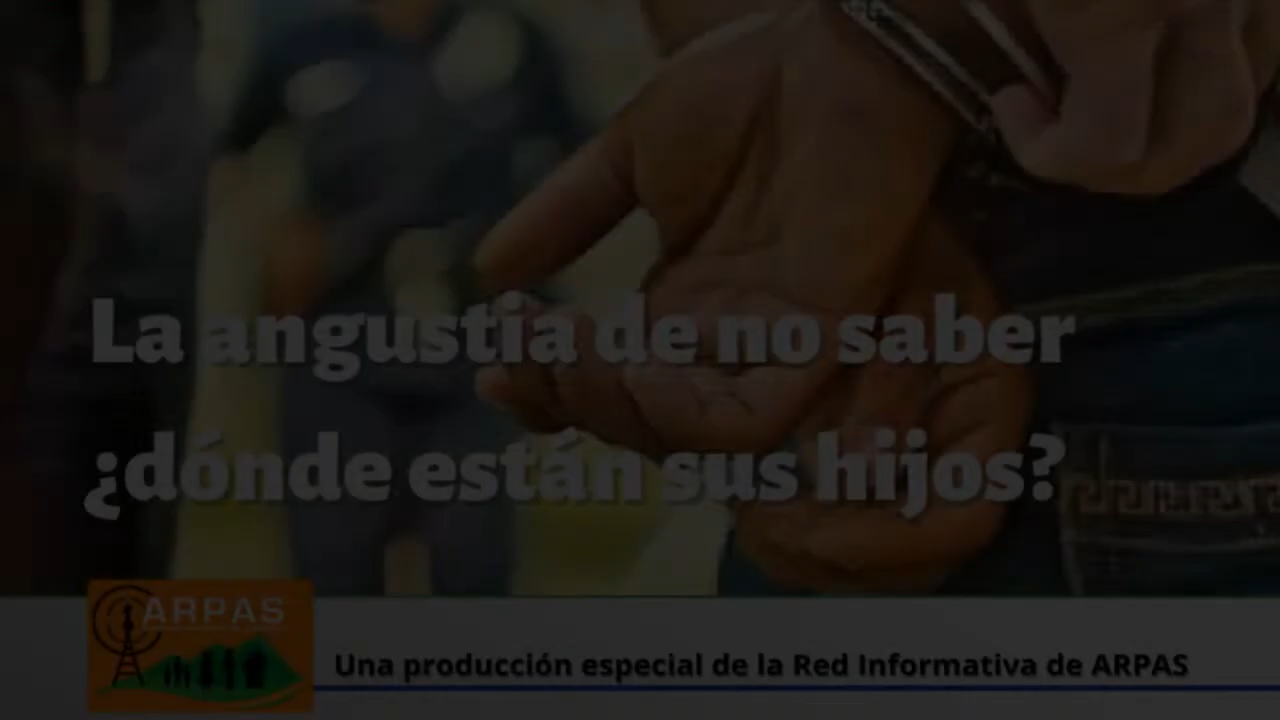 La angustia de no saber
¿dónde están sus hijos?
ARPAS
Una producción especial de la Red Informativa de ARPAS